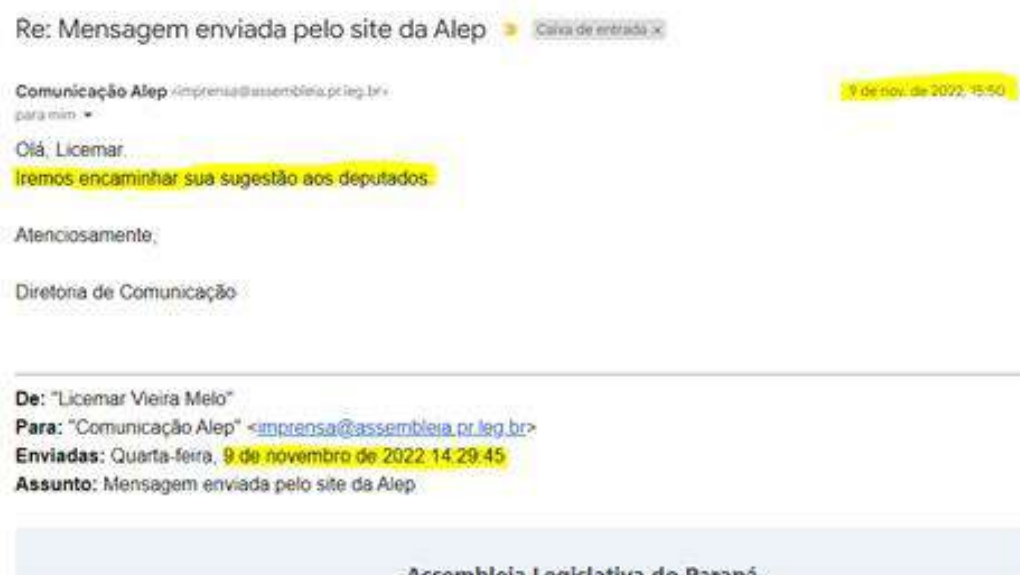 Re: Mensagem enviada pelo site da Alep Caixa de entrada ×
Comunicação Alep <imprensa@assembleia.pr.leg.br>
9 de nov. de 2022, 15:50
para mim
Olá, Licemar.
Iremos encaminhar sua sugestão aos deputados.
Atenciosamente,
Diretoria de Comunicação
De: "Licemar Vieira Melo"
Para: "Comunicação Alep" <imprensa@assembleia.pr.leg.br>
Enviadas: Quarta-feira, 9 de novembro de 2022 14:29:45
Assunto: Mensagem enviada pelo site da Alep
Assembleia Legislativa do Paraná